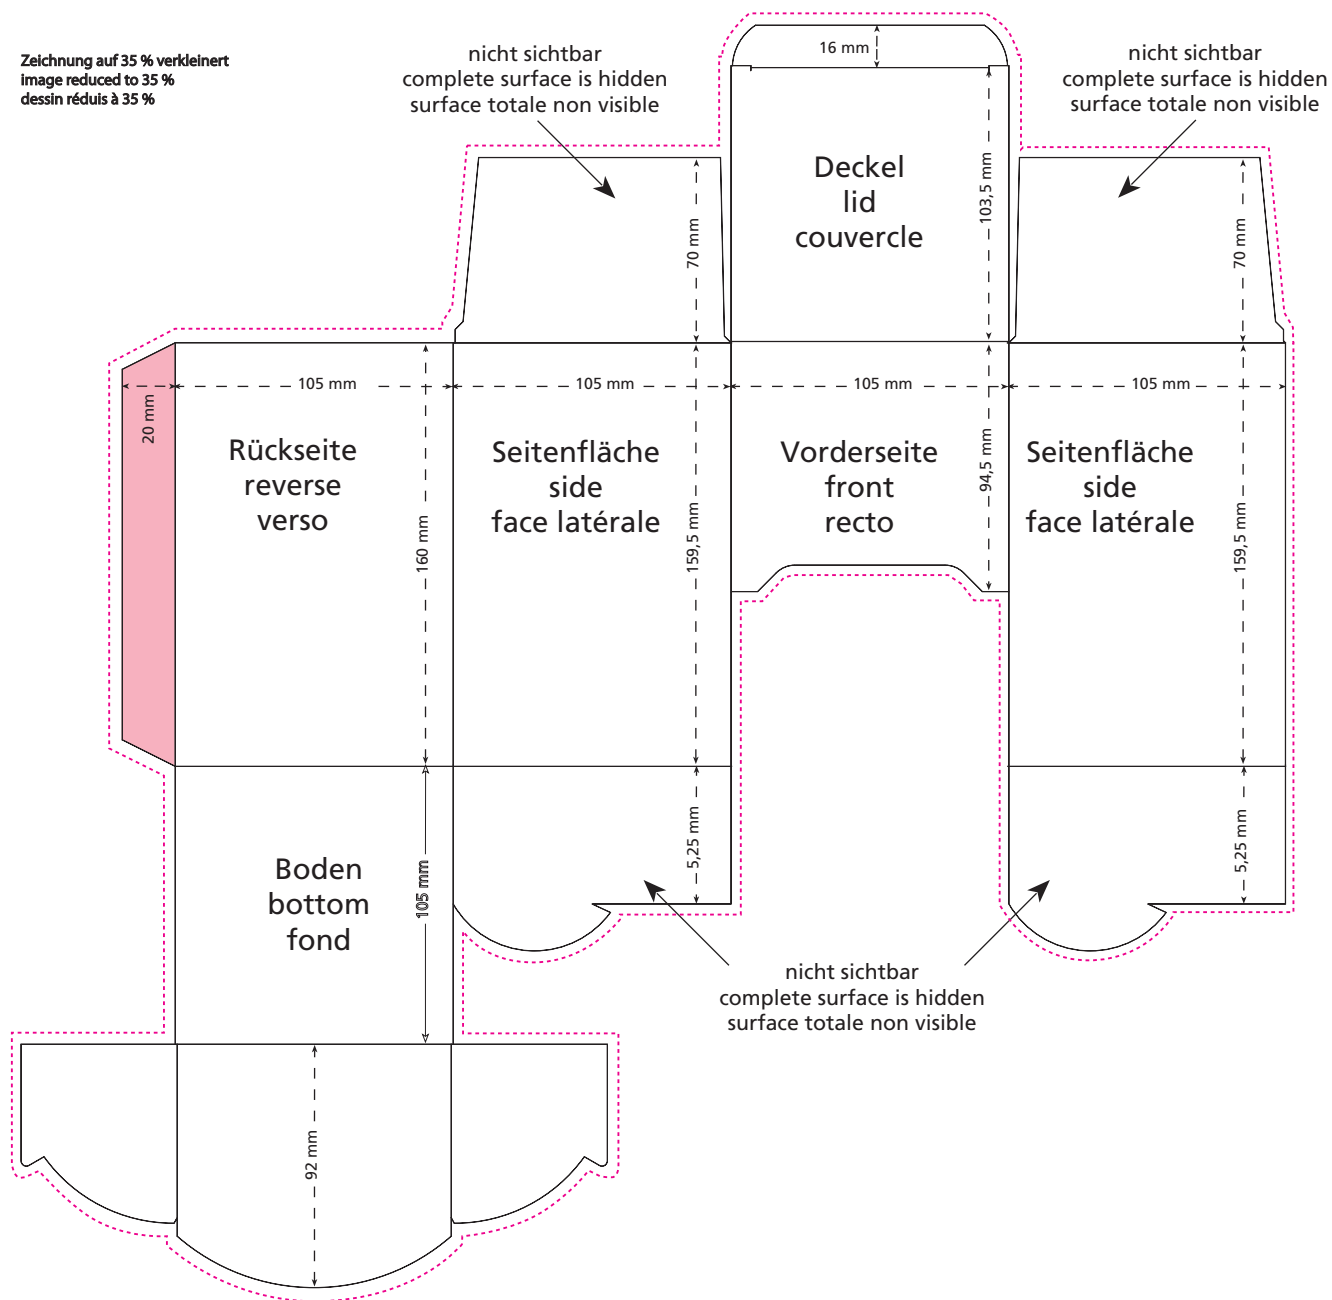 Zeichnung auf 35 % verkleinert
image reduced to 35 %
dessin réduis à 35 %
nicht sichtbar
complete surface is hidden
surface totale non visible
16 mm
nicht sichtbar
complete surface is hidden
surface totale non visible
Deckel
lid
couvercle
103,5 mm
70 mm
70 mm
105 mm
105 mm
105 mm
105 mm
20 mm
Rückseite
reverse
verso
Seitenfläche
side
face latérale
Vorderseite
front
recto
Seitenfläche
side
face latérale
94,5 mm
160 mm
159,5 mm
159,5 mm
5,25 mm
5,25 mm
Boden
bottom
fond
105 mm
nicht sichtbar
complete surface is hidden
surface totale non visible
92 mm